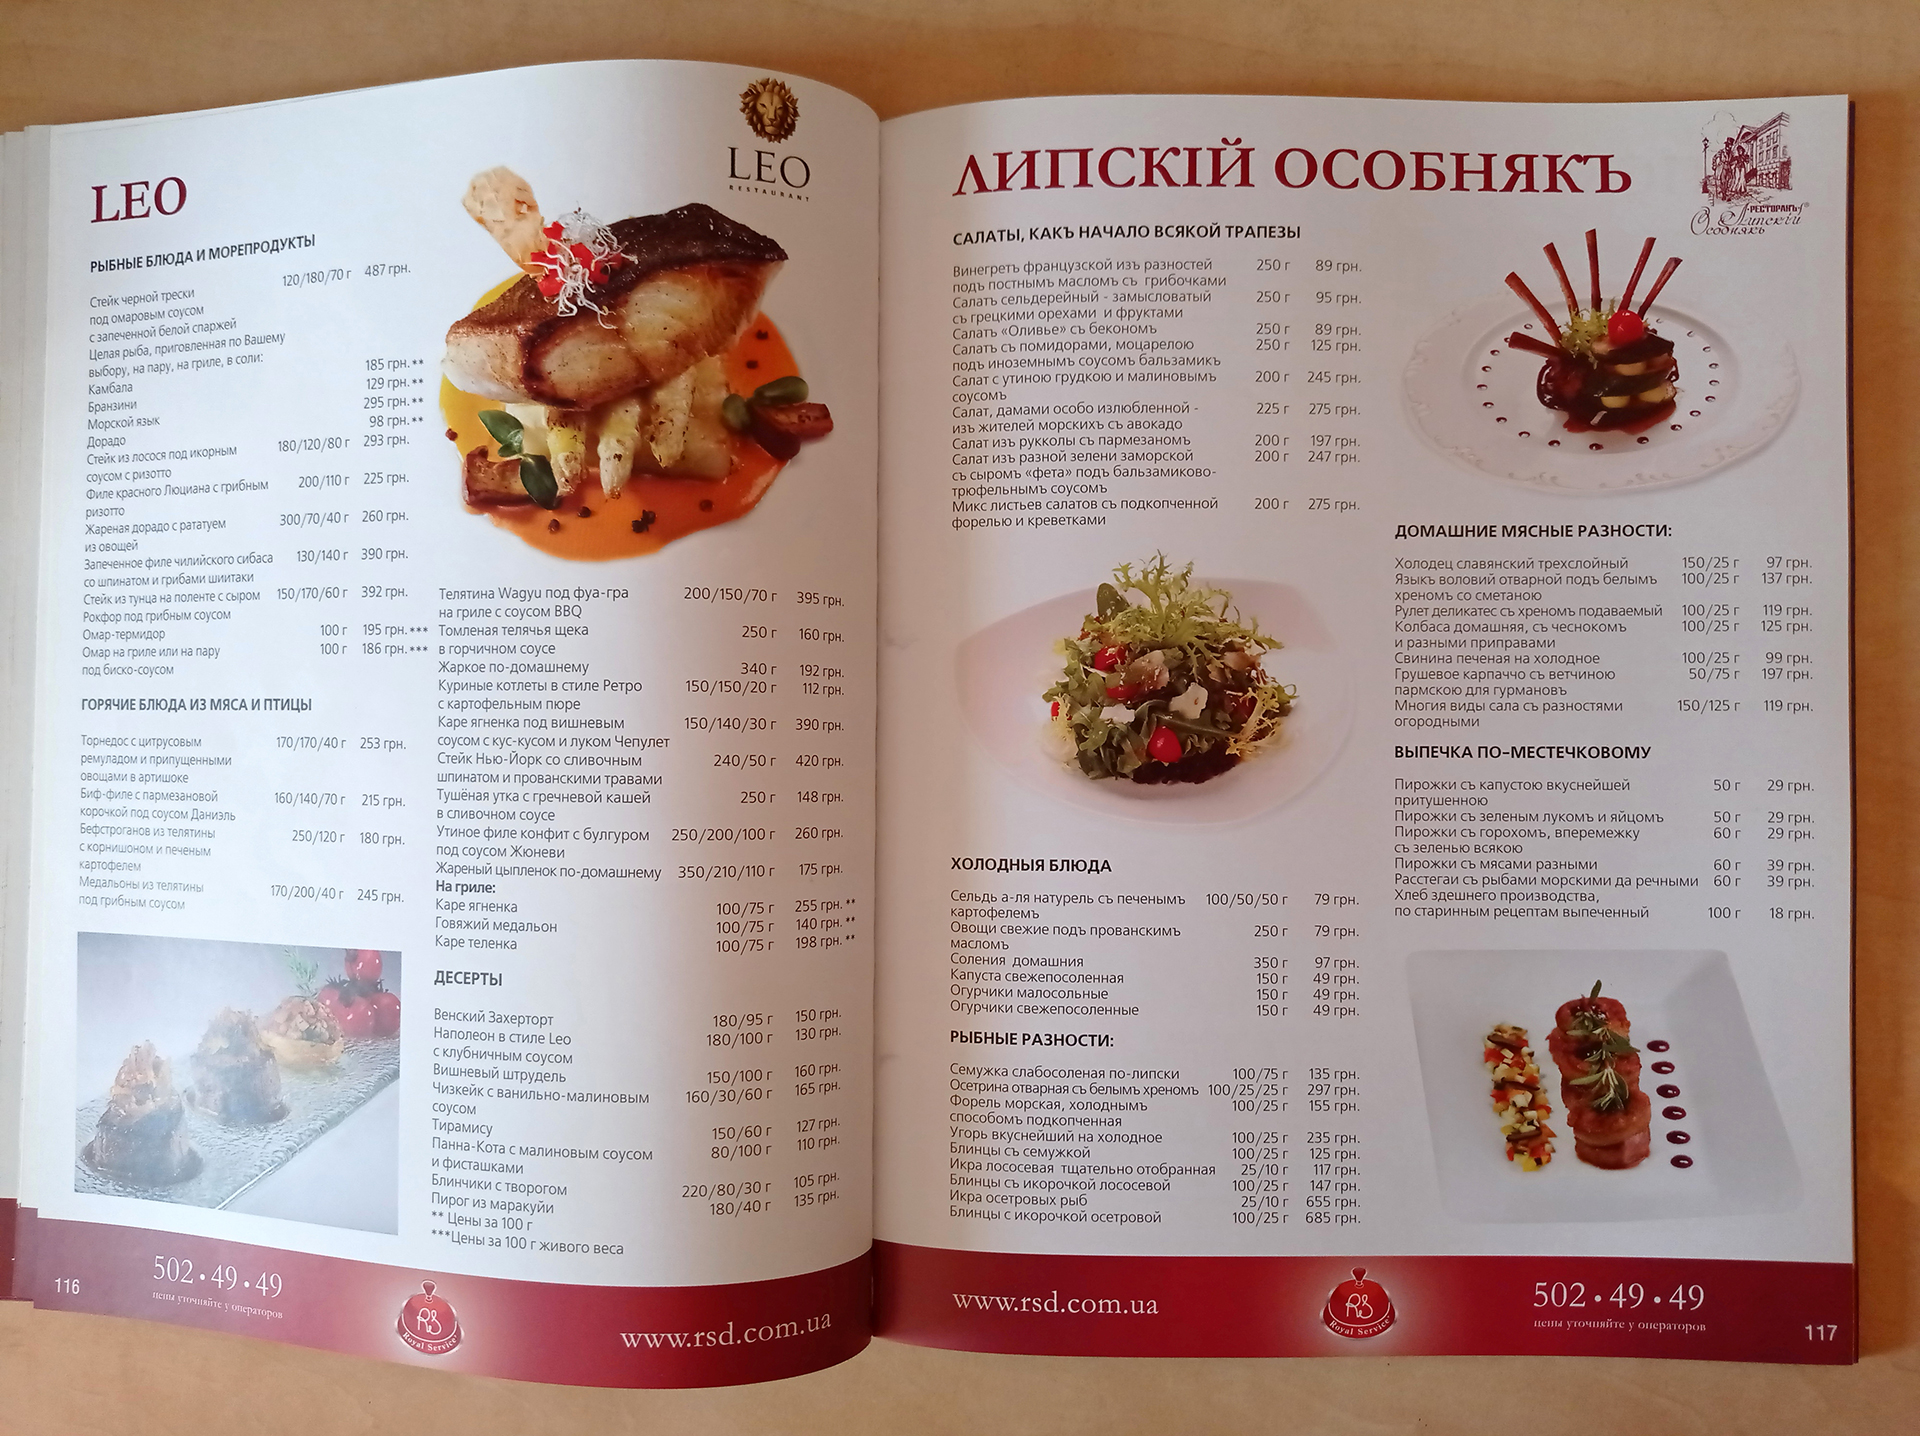 LEO
LEO
RESTAURANT
РЫБНЫЕ БЛЮДА И МОРЕПРОДУКТЫ
120/180/70 г 487 грн.
Стейк черной трески
под омаровым соусом
с запеченной белой спаржей
Целая рыба, приговленная по Вашему
выбору, на пару, на гриле, в соли:
185 грн.**
Камбала
129 грн.**
Бранзини
295 грн.**
Морской язык
98 грн.**
Дорадо
Стейк из лосося под икорным 180/120/80 г 293 грн.
соусом с ризотто
Филе красного Люциана с грибным 200/110 г 225 грн.
ризотто
Жареная дорадо с рататуем 300/70/40 г 260 грн.
из овощей
Запеченное филе чилийского сибаса 130/140 г 390 грн.
со шпинатом и грибами шиитаки
Стейк из тунца на поленте с сыром 150/170/60 г 392 грн.
Рокфор под грибным соусом
Омар-термидор 100 г 195 грн.***
Омар на гриле или на пару 100 г 186 грн.***
под биско-соусом
ГОРЯЧИЕ БЛЮДА ИЗ МЯСА И ПТИЦЫ
Торнедос с цитрусовым 170/170/40 г 253 грн.
ремуладом и припущенными
овощами в артишоке
Биф-филе с пармезановой 160/140/70 г 215 грн.
корочкой под соусом Даниэль
Бефстроганов из телятины 250/120 г 180 грн.
с корнишоном и печеным
картофелем
Медальоны из телятины 170/200/40 г 245 грн.
под грибным соусом
Телятина Wagyu под фуа-гра 200/150/70 г 395 грн.
на гриле с соусом BBQ
Томленая телячья щека 250 г 160 грн.
в горчичном соусе
Жаркое по-домашнему 340 г 192 грн.
Куриные котлеты в стиле Ретро 150/150/20 г 112 грн.
с картофельным пюре
Каре ягненка под вишневым 150/140/30 г 390 грн.
соусом с кус-кусом и луком Чепулет
Стейк Нью-Йорк со сливочным 240/50 г 420 грн.
шпинатом и прованскими травами
Тушёная утка с гречневой кашей 250 г 148 грн.
в сливочном соусе
Утиное филе конфит с булгуром 250/200/100 г 260 грн.
под соусом Жюневи
Жареный цыпленок по-домашнему 350/210/110 г 175 грн.
На гриле:
Каре ягненка 100/75 г 255 грн.**
Говяжий медальон 100/75 г 140 грн.**
Каре теленка 100/75 г 198 грн.**
ДЕСЕРТЫ
Венский Захерторт 180/95 г 150 грн.
Наполеон в стиле Leo 180/100 г 130 грн.
с клубничным соусом
Вишневый штрудель 150/100 г 160 грн.
Чизкейк с ванильно-малиновым 160/30/60 г 165 грн.
соусом
Тирамису 150/60 г 127 грн.
Панна-Кота с малиновым соусом 80/100 г 110 грн.
и фисташками
Блинчики с творогом 220/80/30 г 105 грн.
Пирог из маракуйи 180/40 г 135 грн.
** Цены за 100 г
***Цены за 100 г живого веса
116
502•49•49
цены уточняйте у операторов
RS
Royal Service
www.rsd.com.ua
ЛИПСКІЙ ОСОБНЯКЪ
РЕСТОРАНЪ
Липскій
Особнякъ
САЛАТЫ, КАКЪ НАЧАЛО ВСЯКОЙ ТРАПЕЗЫ
Винегретъ французской изъ разностей 250 г 89 грн.
подъ постнымъ масломъ съ грибочками
Салатъ сельдерейный - замысловатый 250 г 95 грн.
съ грецкими орехами и фруктами
Салатъ «Оливье» съ бекономъ 250 г 89 грн.
Салатъ съ помидорами, моцарелою 250 г 125 грн.
подъ иноземнымъ соусомъ бальзамикъ
Салат с утиною грудкою и малиновымъ 200 г 245 грн.
соусомъ
Салат, дамами особо излюбленной - 225 г 275 грн.
изъ жителей морскихъ съ авокадо
Салат изъ рукколы съ пармезаномъ 200 г 197 грн.
Салат изъ разной зелени заморской 200 г 247 грн.
съ сыромъ «фета» подъ бальзамиково-
трюфельнымъ соусомъ
Микс листьев салатов съ подкопченной 200 г 275 грн.
форелью и креветками
ХОЛОДНЫЯ БЛЮДА
Сельдь а-ля натурель съ печенымъ 100/50/50 г 79 грн.
картофелемъ
Овощи свежие подъ прованскимъ 250 г 79 грн.
масломъ
Соления домашния 350 г 97 грн.
Капуста свежепосоленная 150 г 49 грн.
Огурчики малосольные 150 г 49 грн.
Огурчики свежепосоленные 150 г 49 грн.
РЫБНЫЕ РАЗНОСТИ:
Семужка слабосоленая по-липски 100/75 г 135 грн.
Осетрина отварная съ белымъ хреномъ 100/25/25 г 297 грн.
Форель морская, холоднымъ 100/25 г 155 грн.
способомъ подкопченная
Угорь вкуснейший на холодное 100/25 г 235 грн.
Блинцы съ семужкой 100/25 г 125 грн.
Икра лососевая тщательно отобранная 25/10 г 117 грн.
Блинцы съ икорочкой лососевой 100/25 г 147 грн.
Икра осетровых рыб 25/10 г 655 грн.
Блинцы с икорочкой осетровой 100/25 г 685 грн.
ДОМАШНИЕ МЯСНЫЕ РАЗНОСТИ:
Холодец славянский трехслойный 150/25 г 97 грн.
Языкъ воловий отварной подъ белымъ 100/25 г 137 грн.
хреномъ со сметаною
Рулет деликатес съ хреномъ подаваемый 100/25 г 119 грн.
Колбаса домашняя, съ чеснокомъ 100/25 г 125 грн.
и разными приправами
Свинина печеная на холодное 100/25 г 99 грн.
Грушевое карпаччо съ ветчиною 50/75 г 197 грн.
пармскою для гурмановъ
Многия виды сала съ разностями 150/125 г 119 грн.
огородными
ВЫПЕЧКА ПО-МЕСТЕЧКОВОМУ
Пирожки съ капустою вкуснейшей 50 г 29 грн.
притушенною
Пирожки съ зеленым лукомъ и яйцомъ 50 г 29 грн.
Пирожки съ горохомъ, вперемежку 60 г 29 грн.
съ зеленью всякою
Пирожки съ мясами разными 60 г 39 грн.
Расстегаи съ рыбами морскими да речными 60 г 39 грн.
Хлеб здешнего производства,
по старинным рецептам выпеченный 100 г 18 грн.
www.rsd.com.ua
RS
Royal Service
502•49•49
цены уточняйте у операторов
117